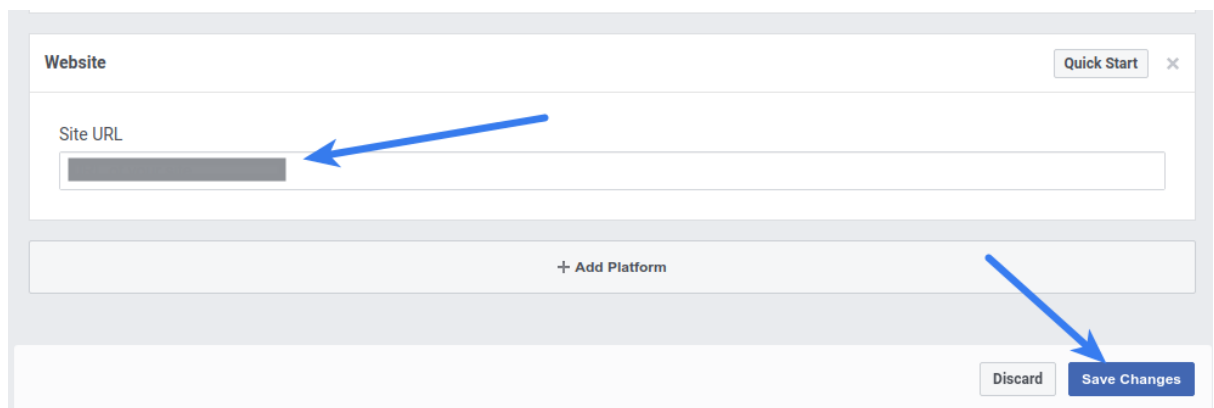 Website
Quick Start
Site URL
+ Add Platform
Discard
Save Changes